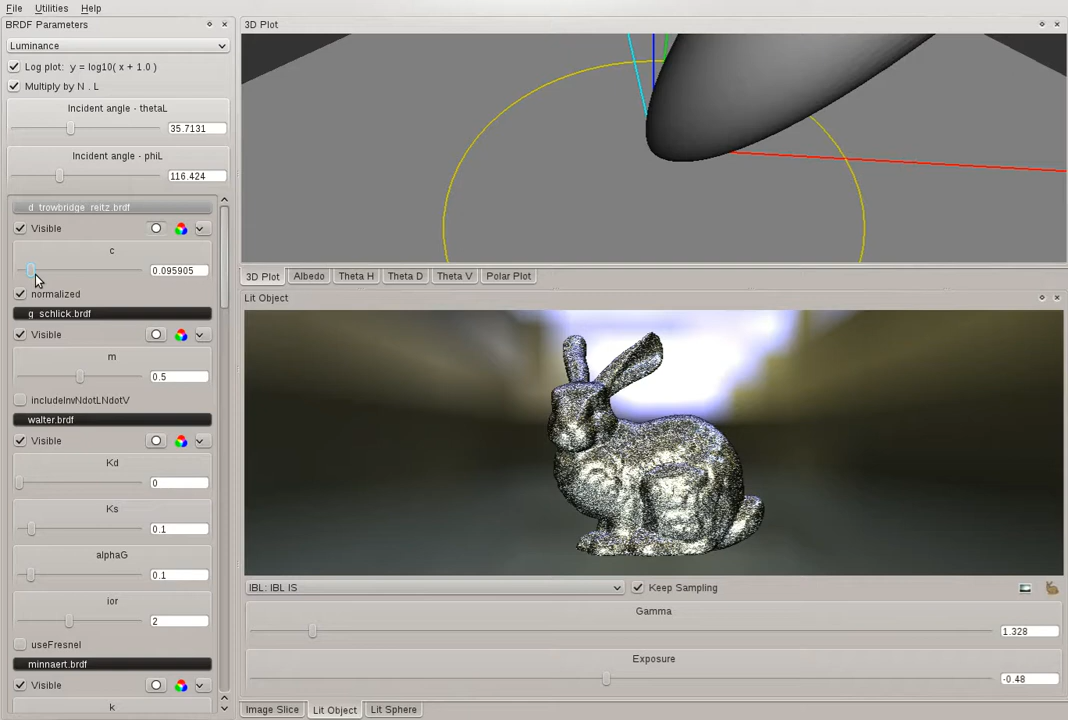 File Utilities Help
BRDF Parameters
Luminance
Log plot: y = log10( x + 1.0 )
Multiply by N . L
Incident angle - thetaL
35.7131
Incident angle - phiL
116.424
d_trowbridge_reitz.brdf
Visible
c
0.095905
normalized
g_schlick.brdf
Visible
m
0.5
includeInvNdotLNdotV
walter.brdf
Visible
Kd
0
Ks
0.1
alphaG
0.1
ior
2
useFresnel
minnaert.brdf
Visible
k
3D Plot
3D Plot Albedo Theta H Theta D Theta V Polar Plot
Lit Object
IBL: IBL IS Keep Sampling
Gamma
1.328
Exposure
-0.48
Image Slice Lit Object Lit Sphere